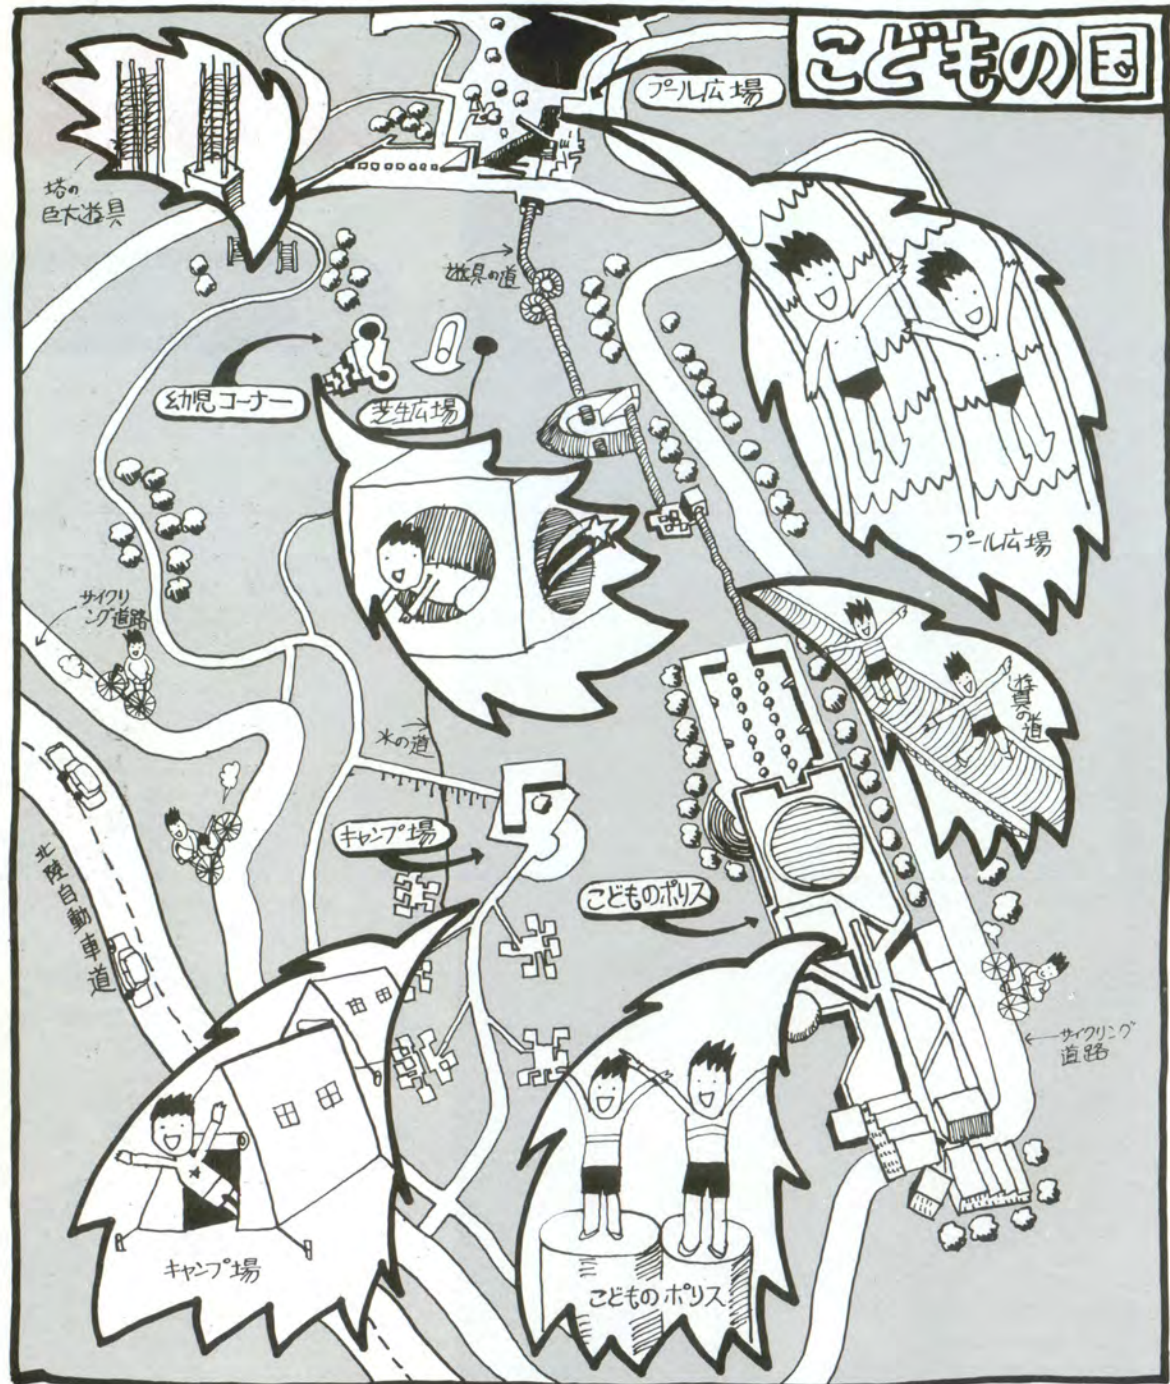 こどもの国
プール広場
塔の
巨大遊具
遊具の道
幼児コーナー
芝生広場
プール広場
サイクリ
ング道路
遊具の道
水の道
キャンプ場
こどものポリス
北陸自動車道
サイクリング
道路
キャンプ場
こどものポリス